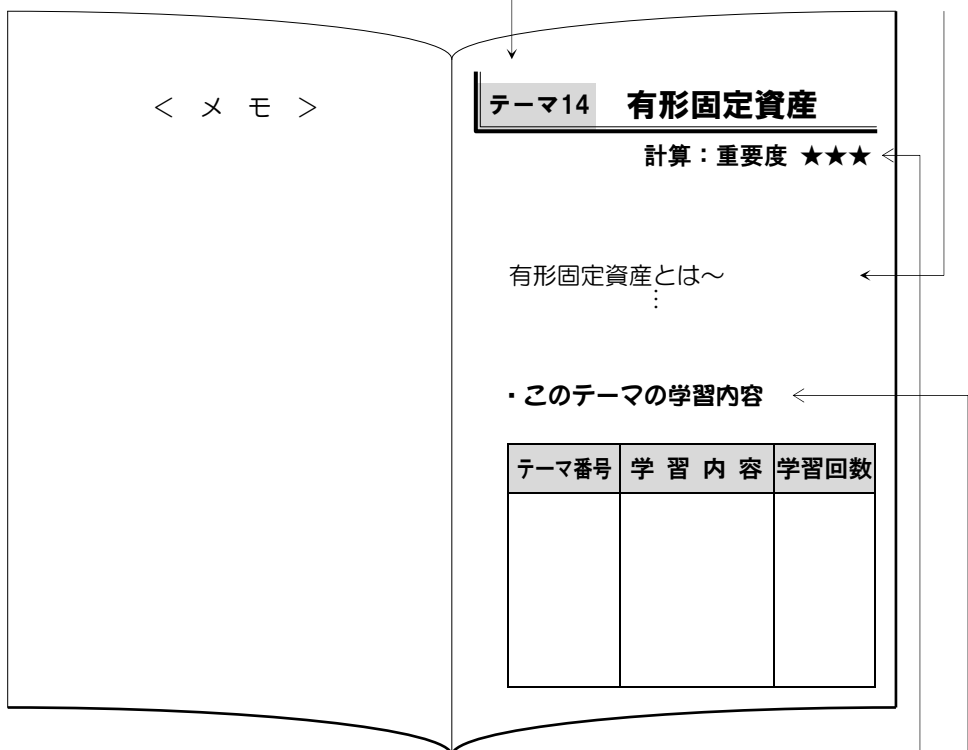 < メ モ >
テーマ14 有形固定資産
計算：重要度 ★★★
有形固定資産とは～
⋮
・このテーマの学習内容
テーマ番号 学習内容 学習回数